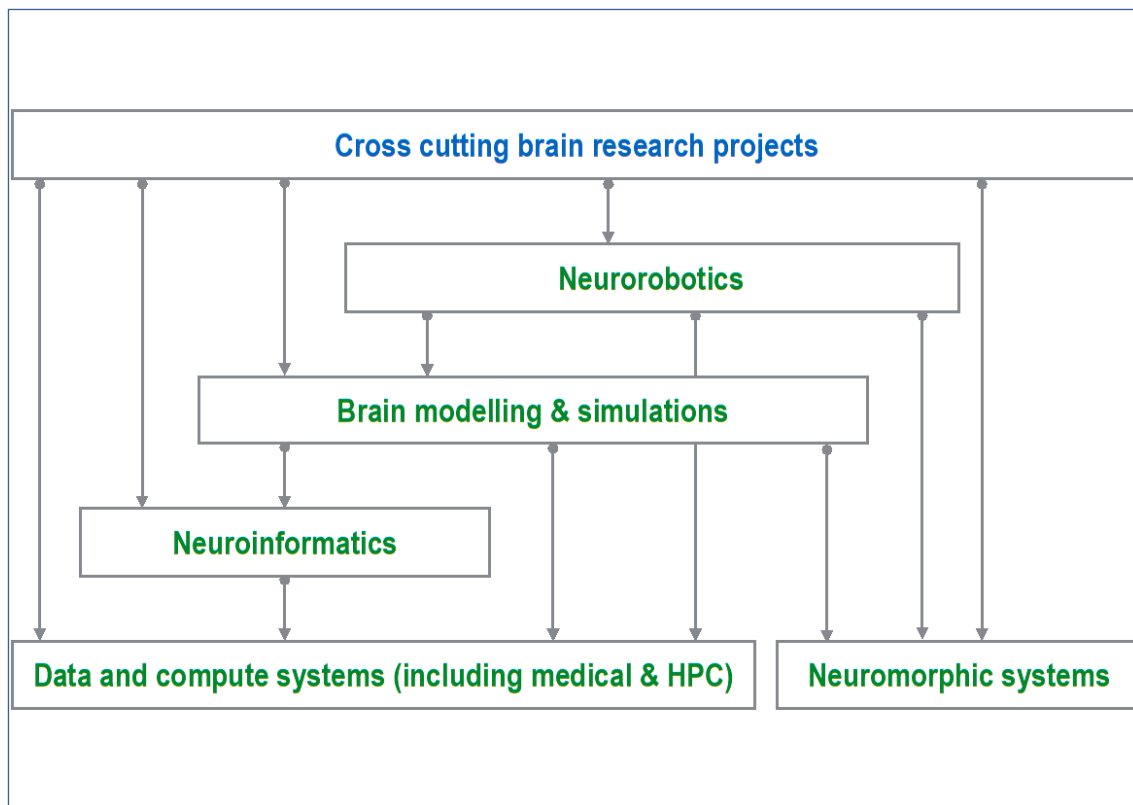 Cross cutting brain research projects
Neurorobotics
Brain modelling & simulations
Neuroinformatics
Data and compute systems (including medical & HPC)
Neuromorphic systems